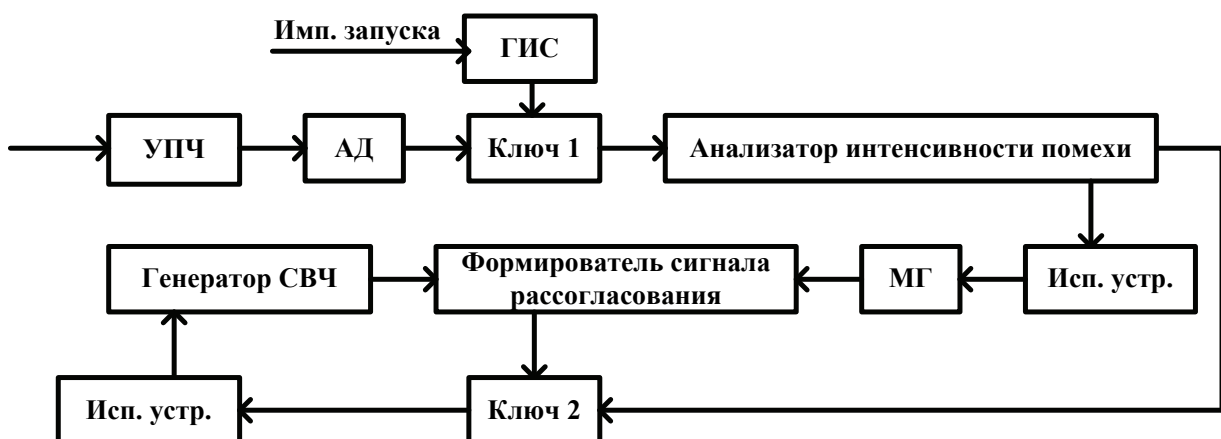 Имп. запуска
ГИС
УПЧ
АД
Ключ 1
Анализатор интенсивности помехи
Генератор СВЧ
Формирователь сигнала
рассогласования
МГ
Исп. устр.
Исп. устр.
Ключ 2